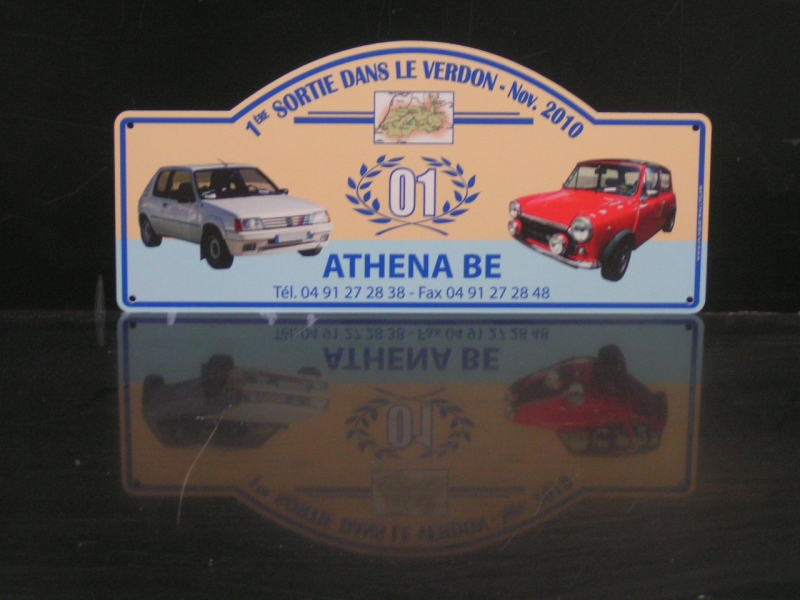 1ÈRE SORTIE DANS LE VERDON - Nov. 2010
01
ATHENA BE
Tél. 04 91 27 28 38 - Fax 04 91 27 28 48